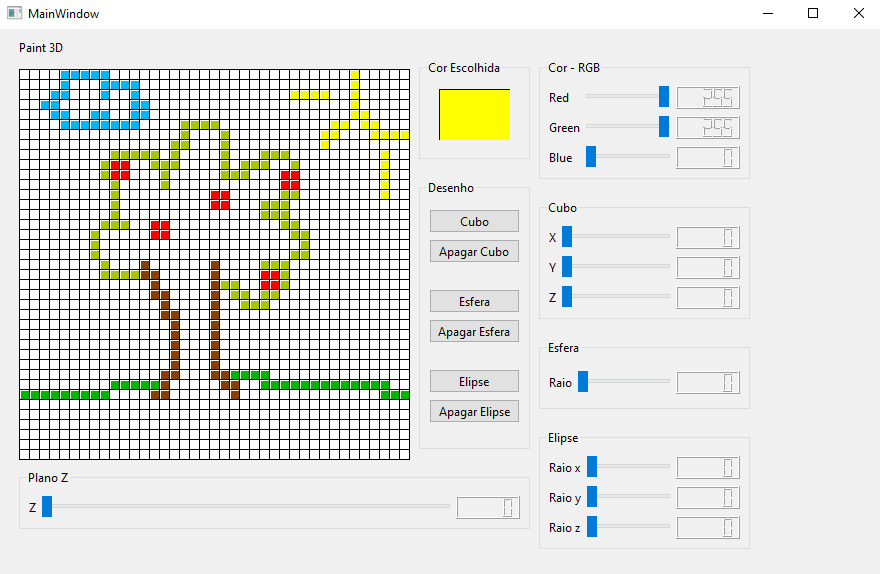 MainWindow
Paint 3D
Cor Escolhida
Desenho
Cubo
Apagar Cubo
Esfera
Apagar Esfera
Elipse
Apagar Elipse
Cor - RGB
Red 255
Green 255
Blue 0
Cubo
X 0
Y 0
Z 0
Esfera
Raio 0
Elipse
Raio x 0
Raio y 0
Raio z 0
Plano Z
Z 0